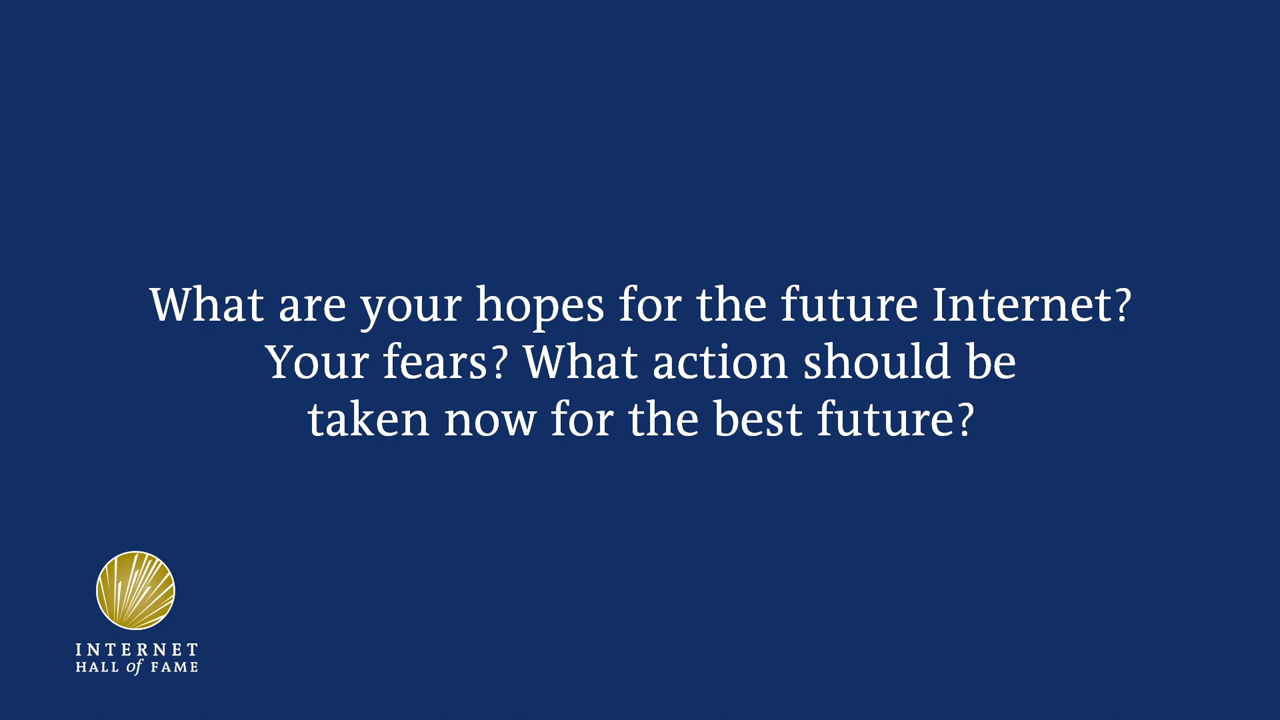 What are your hopes for the future Internet?
Your fears? What action should be
taken now for the best future?
INTERNET
HALL of FAME